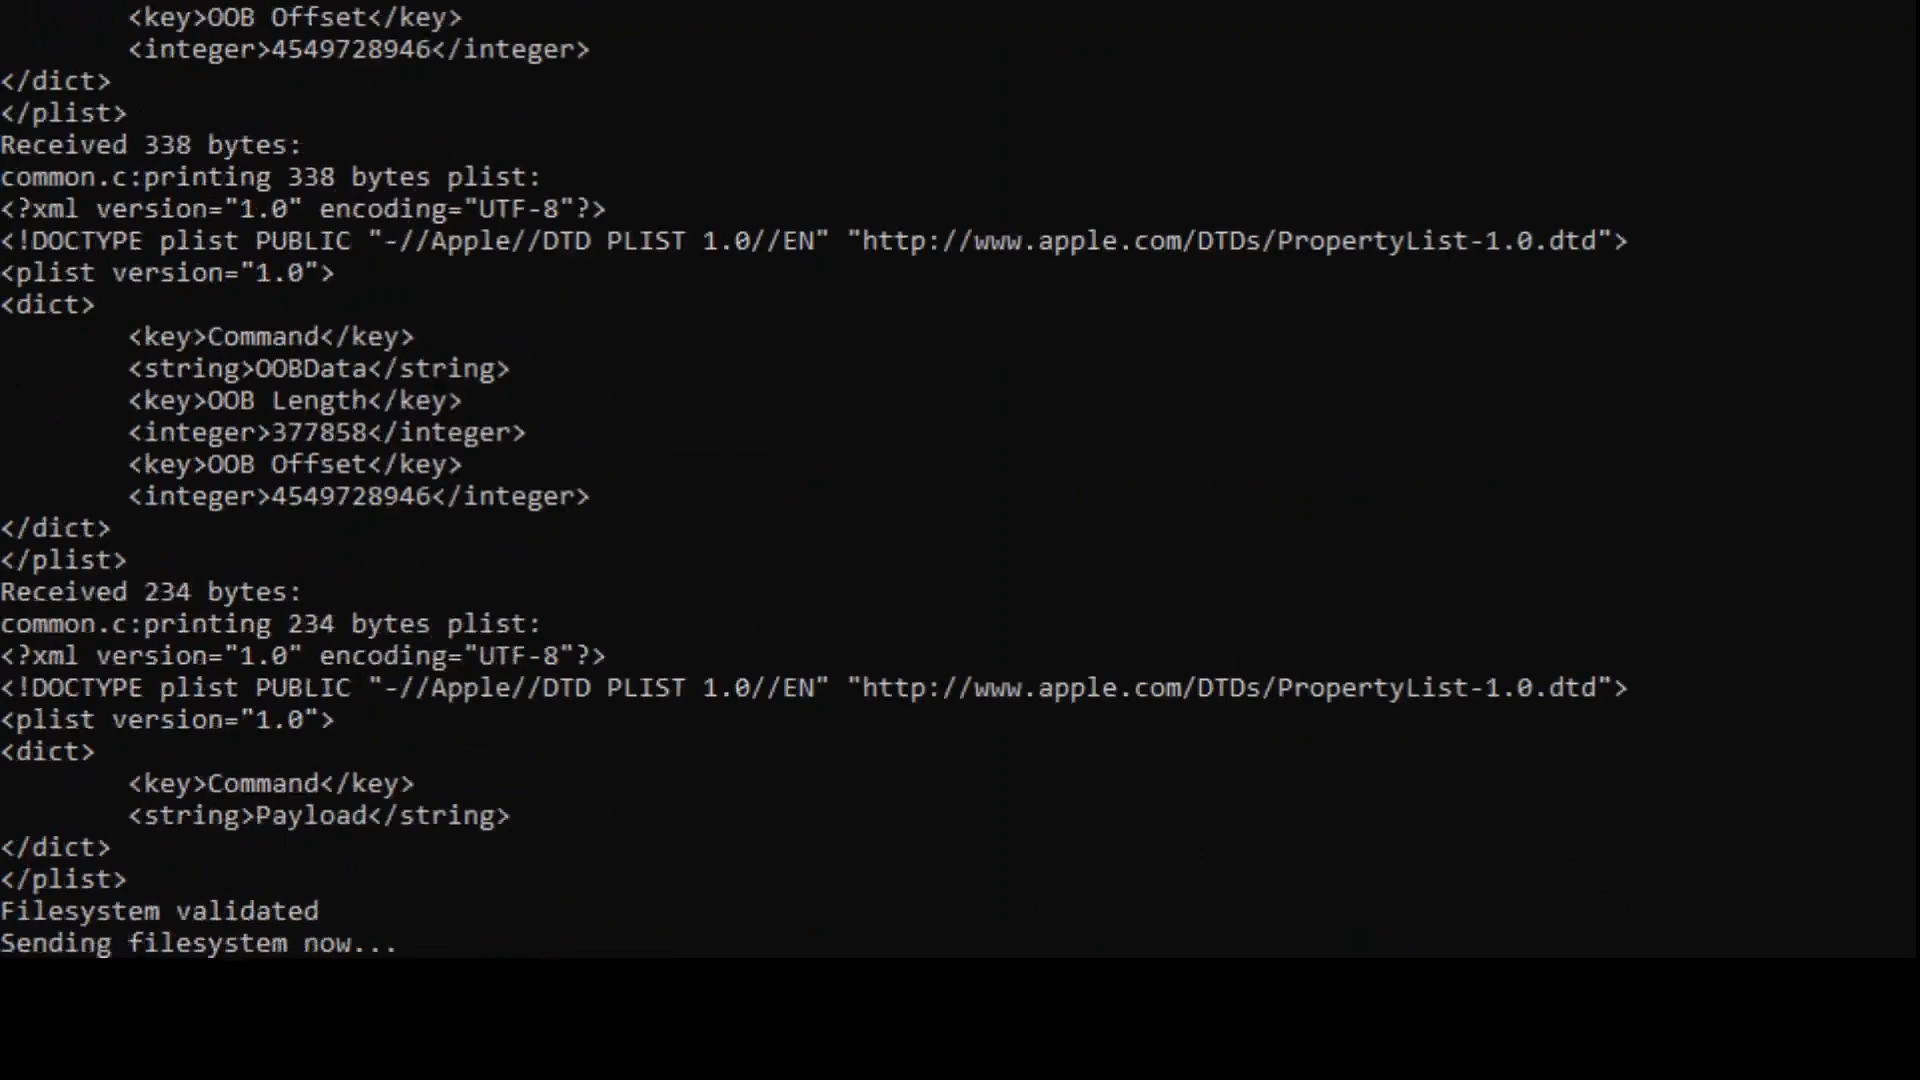 <key>OOB Offset</key>
<integer>4549728946</integer>
</dict>
</plist>
Received 338 bytes:
common.c:printing 338 bytes plist:
<?xml version="1.0" encoding="UTF-8"?>
<!DOCTYPE plist PUBLIC "-//Apple//DTD PLIST 1.0//EN" "http://www.apple.com/DTDs/PropertyList-1.0.dtd">
<plist version="1.0">
<dict>
<key>Command</key>
<string>OOBData</string>
<key>OOB Length</key>
<integer>377858</integer>
<key>OOB Offset</key>
<integer>4549728946</integer>
</dict>
</plist>
Received 234 bytes:
common.c:printing 234 bytes plist:
<?xml version="1.0" encoding="UTF-8"?>
<!DOCTYPE plist PUBLIC "-//Apple//DTD PLIST 1.0//EN" "http://www.apple.com/DTDs/PropertyList-1.0.dtd">
<plist version="1.0">
<dict>
<key>Command</key>
<string>Payload</string>
</dict>
</plist>
Filesystem validated
Sending filesystem now...